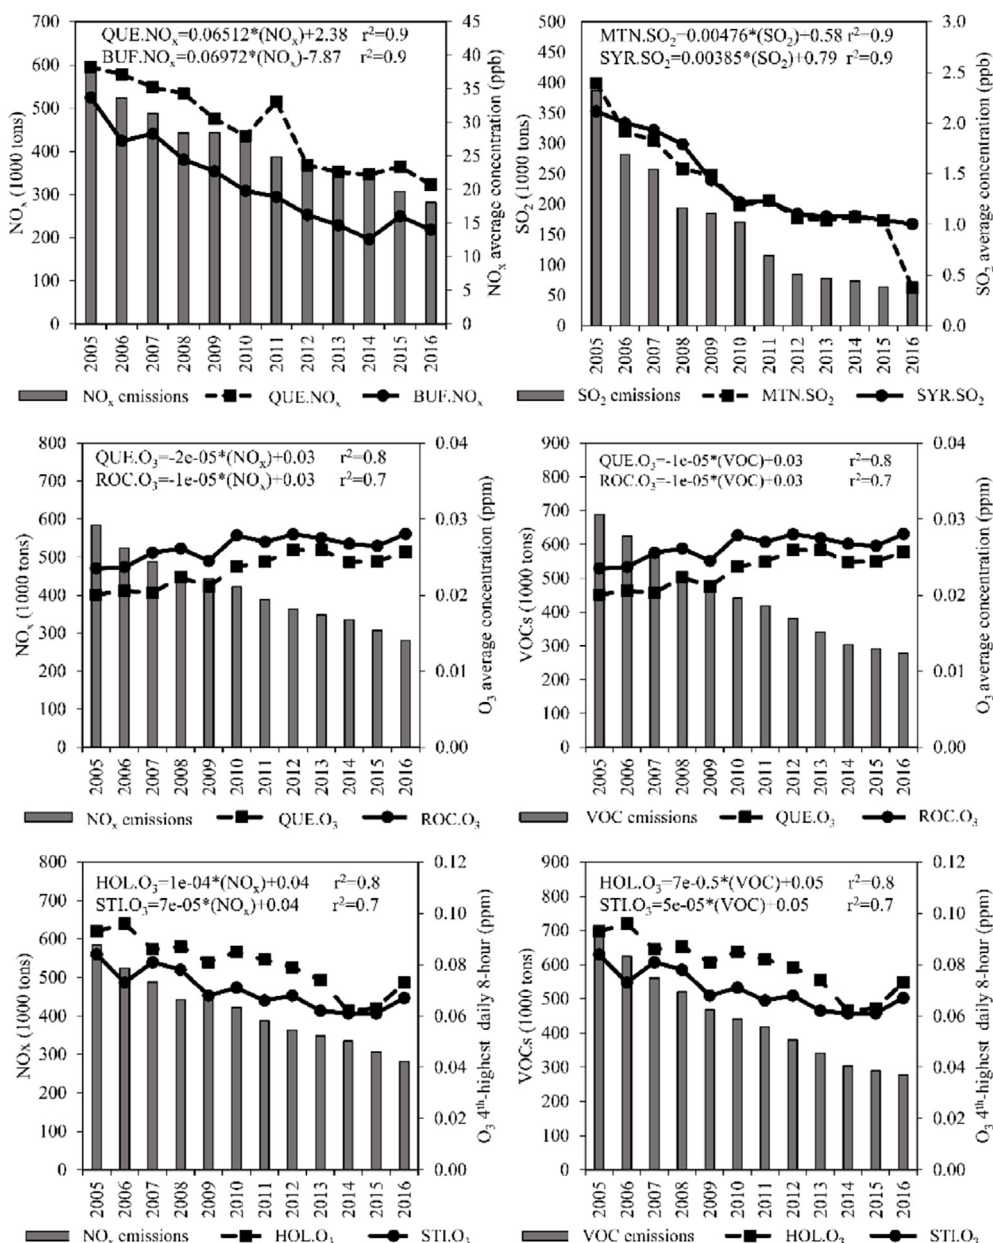 QUE.NOx=0.06512*(NOx)+2.38 r2=0.9
BUF.NOx=0.06972*(NOx)-7.87 r2=0.9
NOx (1000 tons)
700
600
500
400
300
200
100
0
45
40
35
30
25
20
15
10
5
0
NOx average concentration (ppb)
2005 2006 2007 2008 2009 2010 2011 2012 2013 2014 2015 2016
NOx emissions QUE.NOx BUF.NOx
MTN.SO2=0.00476*(SO2)+0.58 r2=0.9
SYR.SO2=0.00385*(SO2)+0.79 r2=0.9
SO2 (1000 tons)
500
450
400
350
300
250
200
150
100
50
0
3.0
2.5
2.0
1.5
1.0
0.5
0.0
SO2 average concentration (ppb)
2005 2006 2007 2008 2009 2010 2011 2012 2013 2014 2015 2016
SO2 emissions MTN.SO2 SYR.SO2
QUE.O3=-2e-05*(NOx)+0.03 r2=0.8
ROC.O3=-1e-05*(NOx)+0.03 r2=0.7
NOx (1000 tons)
800
700
600
500
400
300
200
100
0
0.04
0.03
0.02
0.01
0.00
O3 average concentration (ppm)
2005 2006 2007 2008 2009 2010 2011 2012 2013 2014 2015 2016
NOx emissions QUE.O3 ROC.O3
QUE.O3=-1e-05*(VOC)+0.03 r2=0.8
ROC.O3=-1e-05*(VOC)+0.03 r2=0.7
VOCs (1000 tons)
900
800
700
600
500
400
300
200
100
0
0.04
0.03
0.02
0.01
0.00
O3 average concentration (ppm)
2005 2006 2007 2008 2009 2010 2011 2012 2013 2014 2015 2016
VOC emissions QUE.O3 ROC.O3
HOL.O3=1e-04*(NOx)+0.04 r2=0.8
STI.O3=7e-05*(NOx)+0.04 r2=0.7
NOx (1000 tons)
800
700
600
500
400
300
200
100
0
0.12
0.10
0.08
0.06
0.04
0.02
0.00
O3 4th-highest daily 8-hour (ppm)
2005 2006 2007 2008 2009 2010 2011 2012 2013 2014 2015 2016
NOx emissions HOL.O3 STI.O3
HOL.O3=7e-0.5*(VOC)+0.05 r2=0.8
STI.O3=5e-05*(VOC)+0.05 r2=0.7
VOCs (1000 tons)
900
800
700
600
500
400
300
200
100
0
0.12
0.10
0.08
0.06
0.04
0.02
0.00
O3 4th-highest daily 8-hour (ppm)
2005 2006 2007 2008 2009 2010 2011 2012 2013 2014 2015 2016
VOC emissions HOL.O3 STI.O3